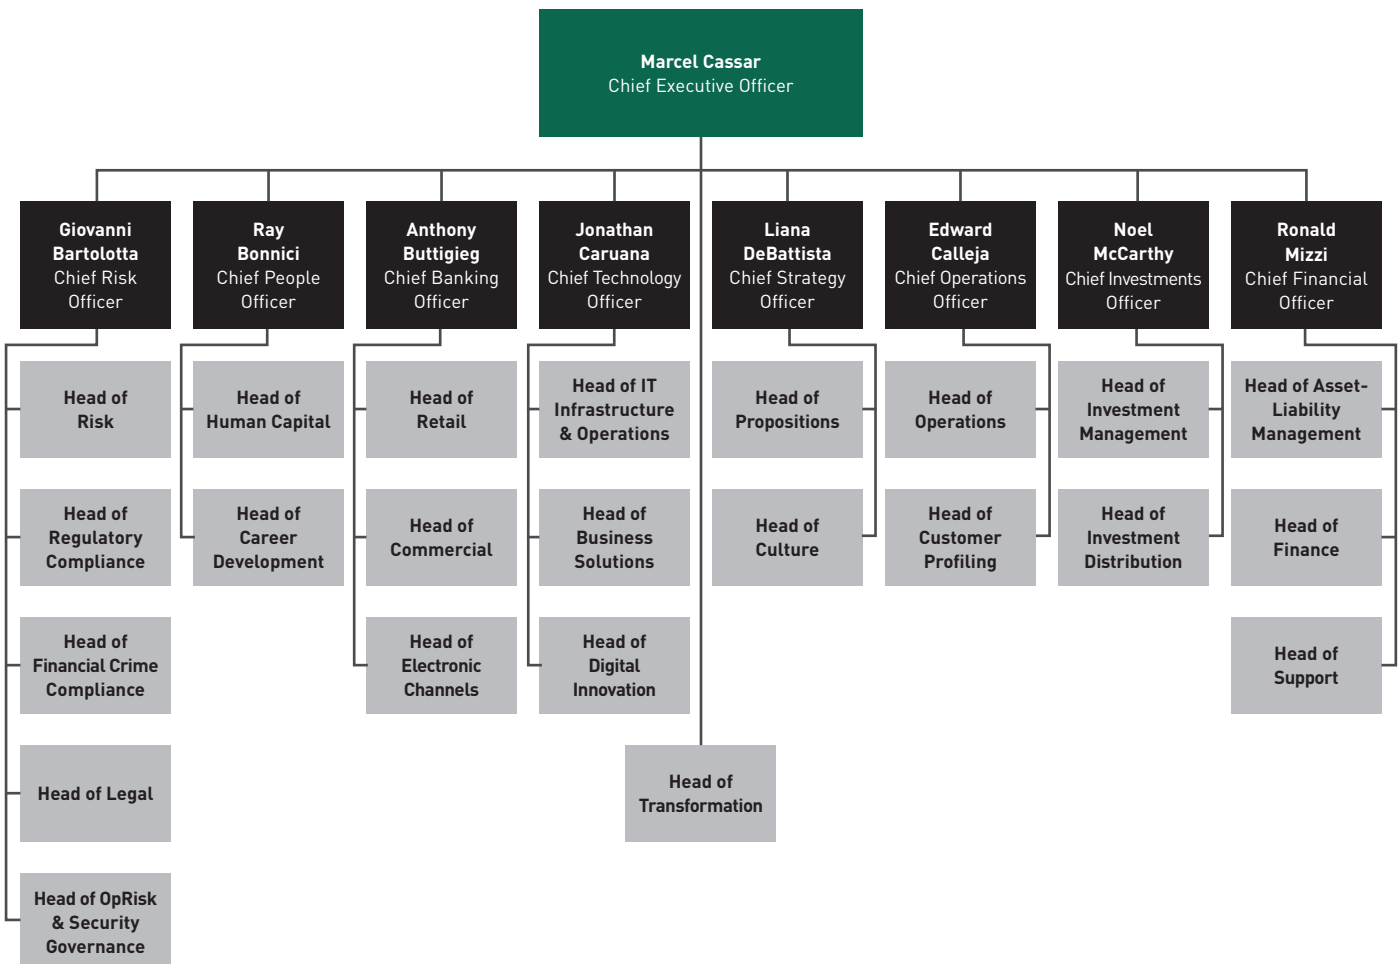 Marcel Cassar
Chief Executive Officer
Giovanni
Bartolotta
Chief Risk
Officer
Ray
Bonnici
Chief People
Officer
Anthony
Buttigieg
Chief Banking
Officer
Jonathan
Caruana
Chief Technology
Officer
Liana
DeBattista
Chief Strategy
Officer
Edward
Calleja
Chief Operations
Officer
Noel
McCarthy
Chief Investments
Officer
Ronald
Mizzi
Chief Financial
Officer
Head of
Risk
Head of
Human Capital
Head of
Retail
Head of IT
Infrastructure
& Operations
Head of
Propositions
Head of
Operations
Head of
Investment
Management
Head of Asset-
Liability
Management
Head of
Regulatory
Compliance
Head of
Career
Development
Head of
Commercial
Head of
Business
Solutions
Head of
Culture
Head of
Customer
Profiling
Head of
Investment
Distribution
Head of
Finance
Head of
Financial Crime
Compliance
Head of
Electronic
Channels
Head of
Digital
Innovation
Head of
Support
Head of Legal
Head of
Transformation
Head of OpRisk
& Security
Governance